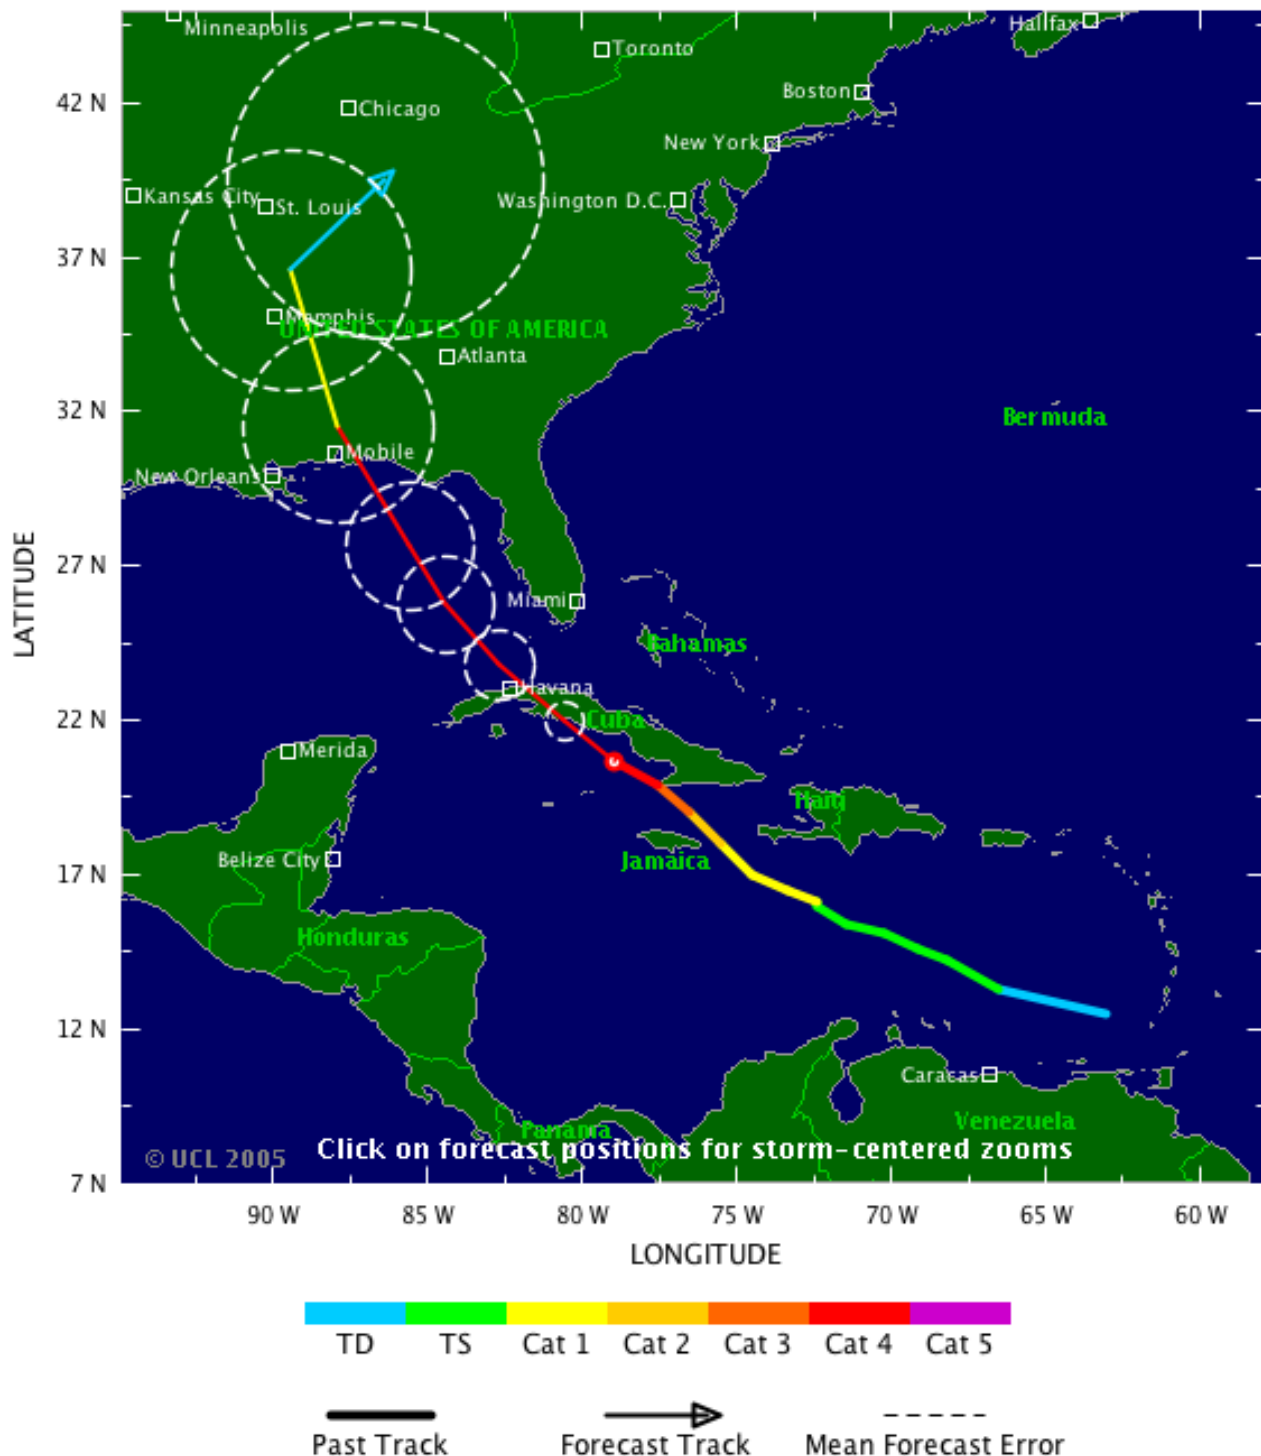 Minneapolis
Toronto
Halifax
42 N
Chicago
Boston
New York
Kansas City
St. Louis
Washington D.C.
37 N
Memphis
UNITED STATES OF AMERICA
Atlanta
32 N
Bermuda
Mobile
New Orleans
27 N
Miami
Bahamas
LATITUDE
Havana
22 N
Cuba
Merida
Haiti
17 N
Belize City
Jamaica
Honduras
12 N
Caracas
Panama
Venezuela
© UCL 2005
Click on forecast positions for storm-centered zooms
7 N
90 W 85 W 80 W 75 W 70 W 65 W 60 W
LONGITUDE
TD TS Cat 1 Cat 2 Cat 3 Cat 4 Cat 5
Past Track Forecast Track Mean Forecast Error